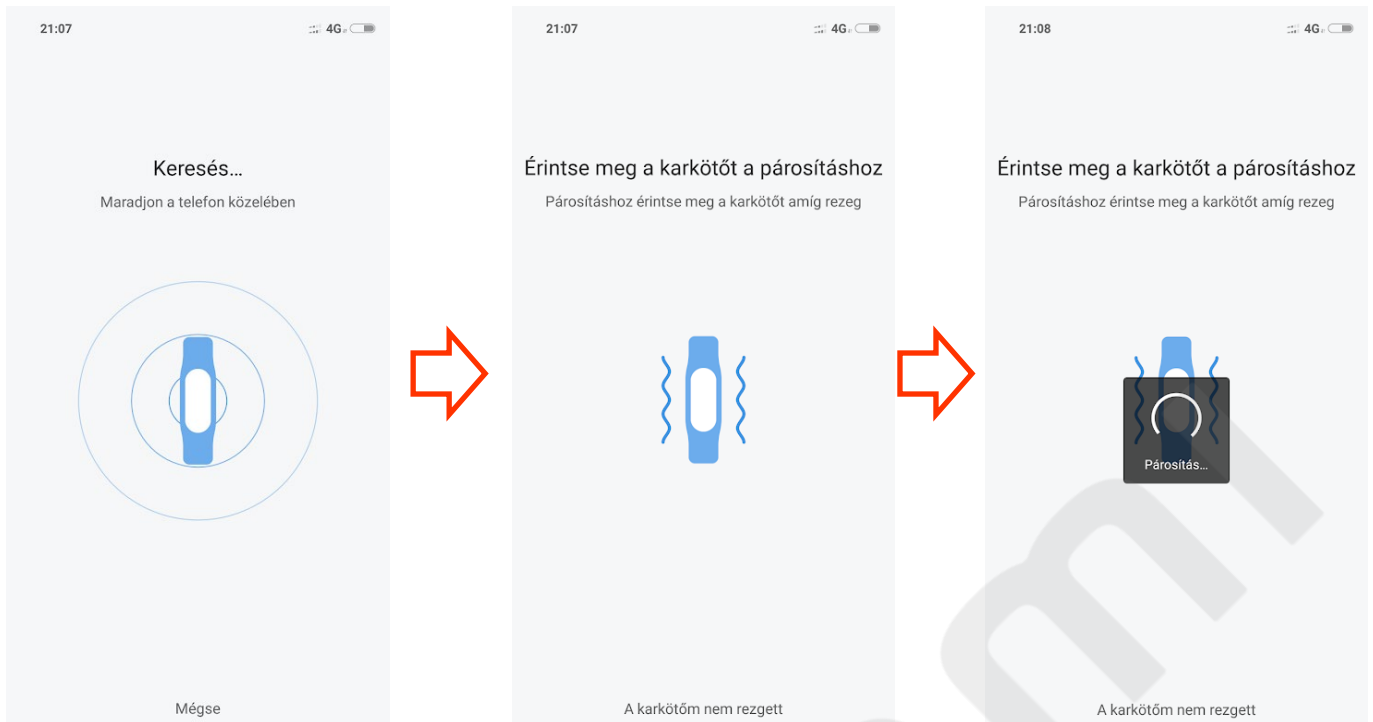 21:07
4G
Keresés...
Maradjon a telefon közelében
Mégse
21:07
4G
Érintse meg a karkötőt a párosításhoz
Párosításhoz érintse meg a karkötőt amíg rezeg
A karkötőm nem rezgett
21:08
4G
Érintse meg a karkötőt a párosításhoz
Párosításhoz érintse meg a karkötőt amíg rezeg
Párosítás...
A karkötőm nem rezgett